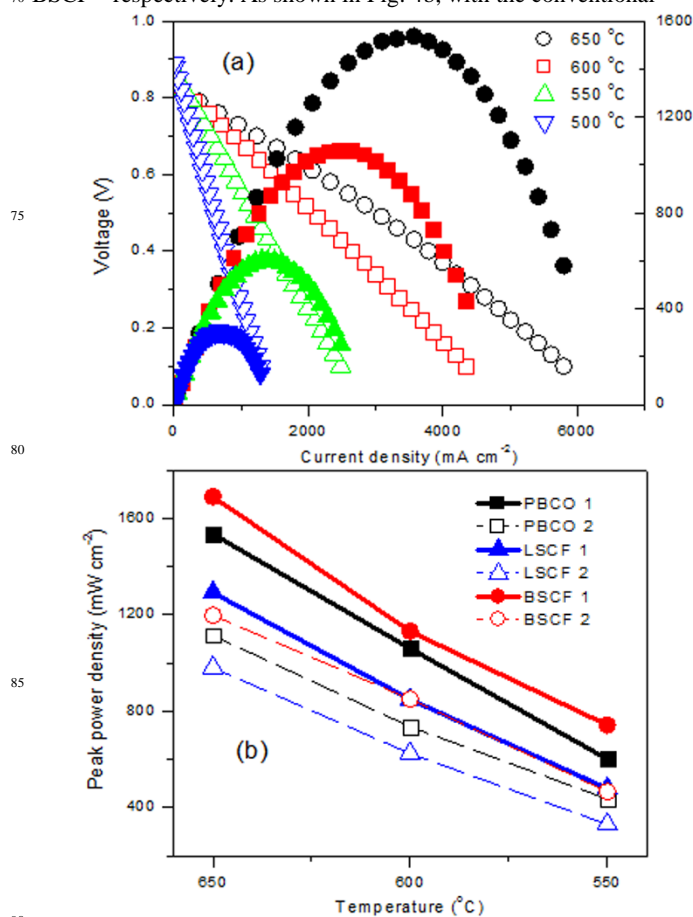 % BSCF respectively. As shown in Fig. 4b, with the conventional
(a)
650 °C
600 °C
550 °C
500 °C
1.0
0.8
0.6
0.4
0.2
0.0
Voltage (V)
1600
1200
800
400
0
0
2000
4000
6000
Current density (mA cm⁻²)
75
80
85
PBCO 1
PBCO 2
LSCF 1
LSCF 2
BSCF 1
BSCF 2
1600
1200
800
400
Peak power density (mW cm⁻²)
(b)
650
600
550
Temperature (°C)